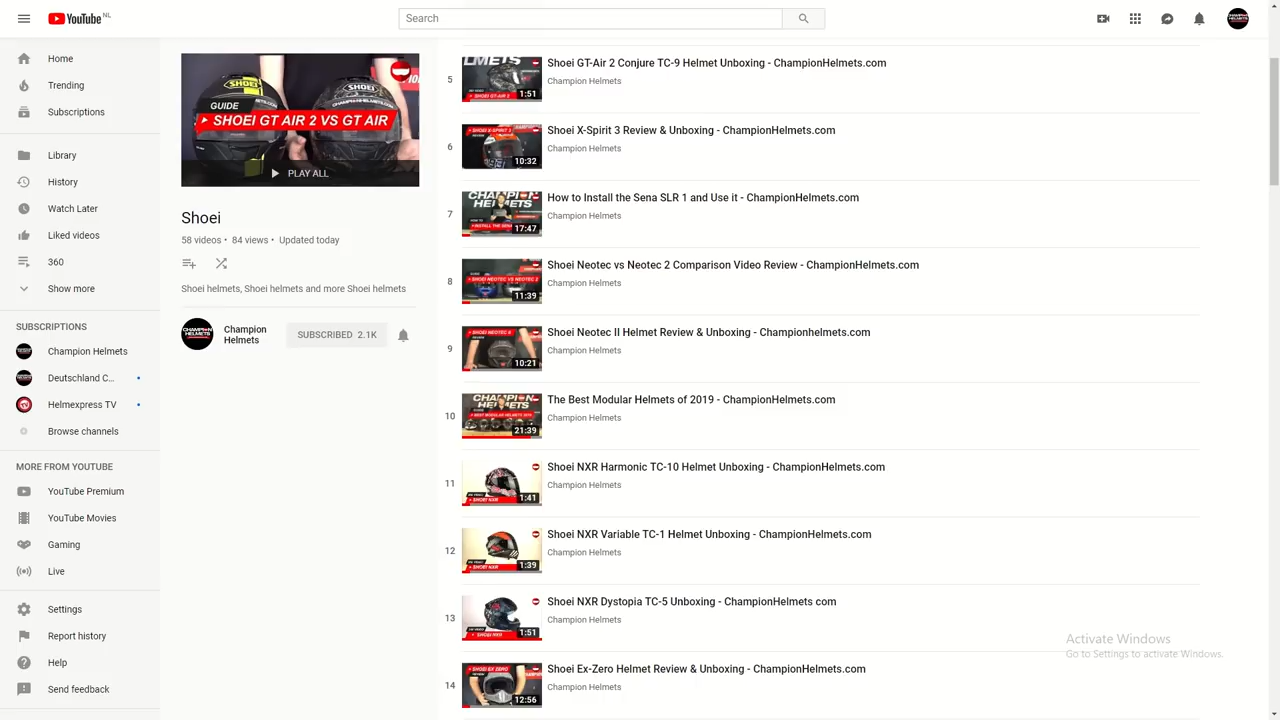 YouTube NL
Search
Home
Trending
Subscriptions
Library
History
Watch Later
Liked videos
360
Show more
SUBSCRIPTIONS
Champion Helmets
Deutschland C...
Helmexpress TV
Browse channels
MORE FROM YOUTUBE
YouTube Premium
YouTube Movies
Gaming
Live
Settings
Report history
Help
Send feedback
GUIDE
SHOEI GT AIR 2 VS GT AIR
PLAY ALL
Shoei
58 videos • 84 views • Updated today
Shoei helmets, Shoei helmets and more Shoei helmets
Champion
Helmets
SUBSCRIBED 2.1K
5
1:51
Shoei GT-Air 2 Conjure TC-9 Helmet Unboxing - ChampionHelmets.com
Champion Helmets
6
10:32
Shoei X-Spirit 3 Review & Unboxing - ChampionHelmets.com
Champion Helmets
7
17:47
How to Install the Sena SLR 1 and Use it - ChampionHelmets.com
Champion Helmets
8
11:39
Shoei Neotec vs Neotec 2 Comparison Video Review - ChampionHelmets.com
Champion Helmets
9
10:21
Shoei Neotec II Helmet Review & Unboxing - Championhelmets.com
Champion Helmets
10
21:39
The Best Modular Helmets of 2019 - ChampionHelmets.com
Champion Helmets
11
1:41
Shoei NXR Harmonic TC-10 Helmet Unboxing - ChampionHelmets.com
Champion Helmets
12
1:39
Shoei NXR Variable TC-1 Helmet Unboxing - ChampionHelmets.com
Champion Helmets
13
1:51
Shoei NXR Dystopia TC-5 Unboxing - ChampionHelmets com
Champion Helmets
14
12:56
Shoei Ex-Zero Helmet Review & Unboxing - ChampionHelmets.com
Champion Helmets
Activate Windows
Go to Settings to activate Windows.